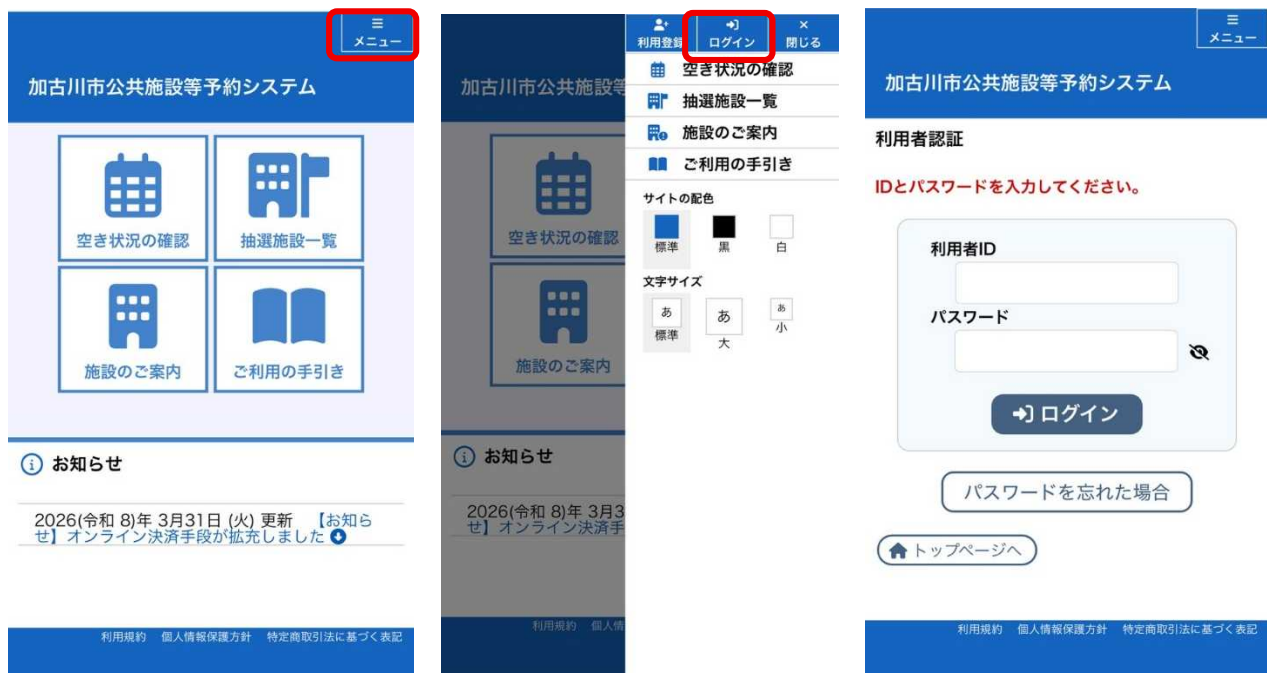 メニュー
加古川市公共施設等予約システム
空き状況の確認
抽選施設一覧
施設のご案内
ご利用の手引き
お知らせ
2026(令和 8)年 3月31日 (火) 更新 【お知ら
せ】オンライン決済手段が拡充しました
利用規約 個人情報保護方針 特定商取引法に基づく表記
加古川市公共施設等
空き状況の確認
施設のご案内
お知らせ
2026(令和 8)年 3月3
せ】オンライン決済手
利用規約 個人情
利用登録
ログイン
閉じる
空き状況の確認
抽選施設一覧
施設のご案内
ご利用の手引き
サイトの配色
標準 黒 白
文字サイズ
あ あ あ
標準 大 小
メニュー
加古川市公共施設等予約システム
利用者認証
IDとパスワードを入力してください。
利用者ID
パスワード
ログイン
パスワードを忘れた場合
トップページへ
利用規約 個人情報保護方針 特定商取引法に基づく表記